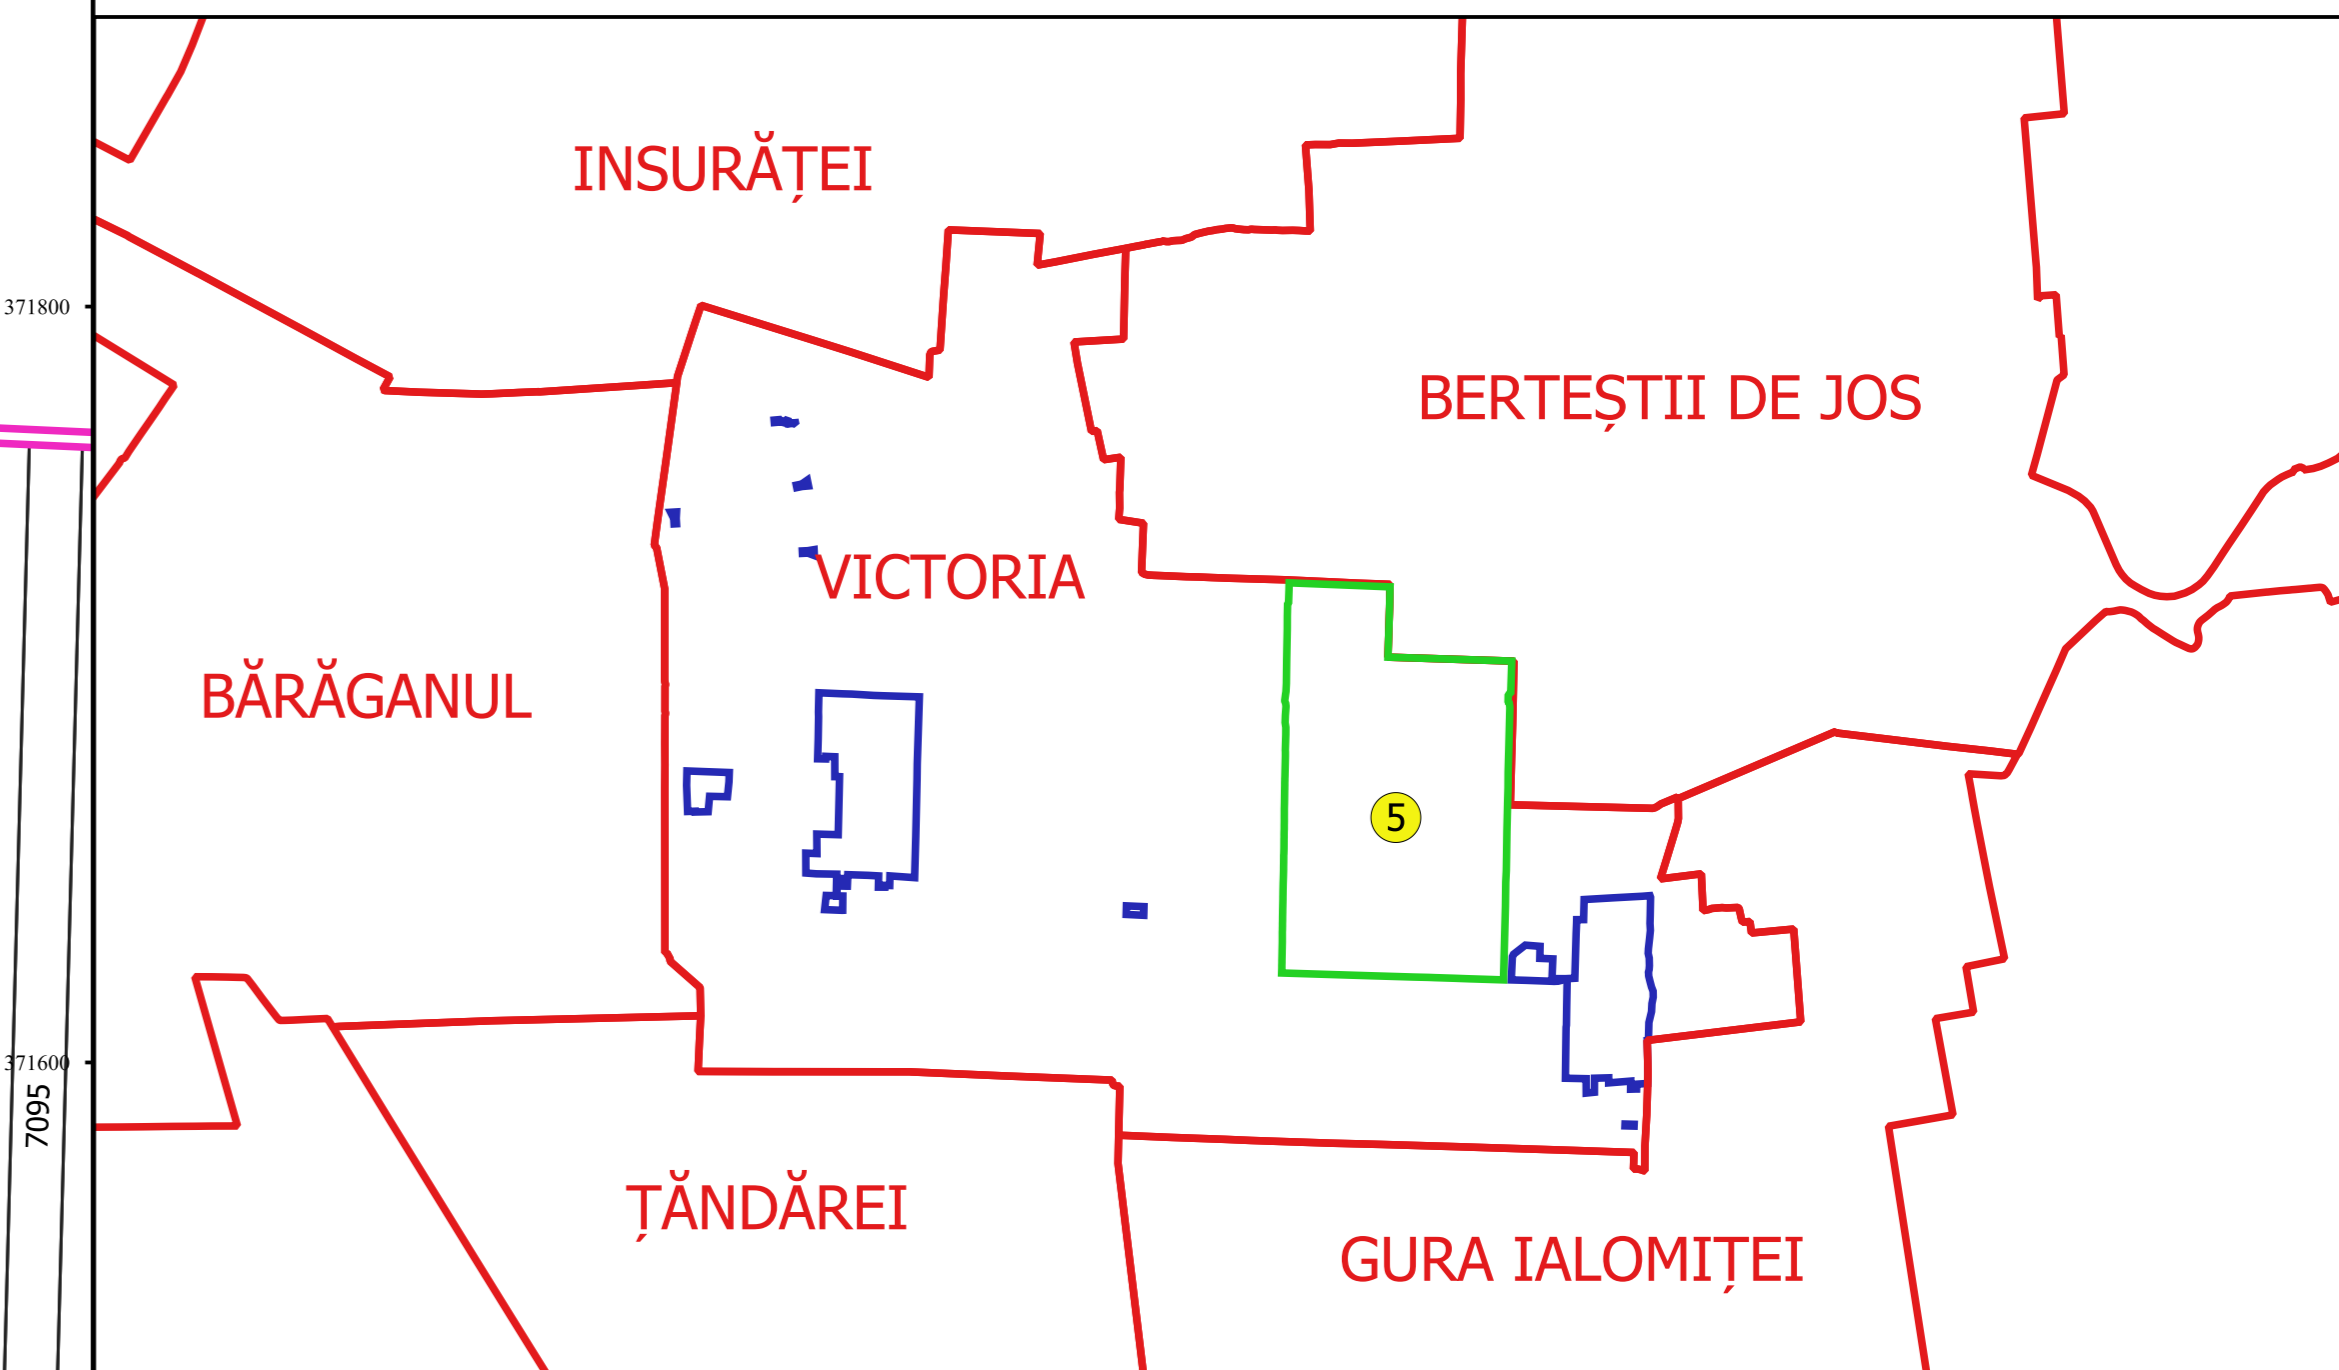 INSURĂȚEI
371800
BERTEȘTII DE JOS
VICTORIA
BĂRĂGANUL
5
371600
7095
ȚĂNDĂREI
GURA IALOMIȚEI